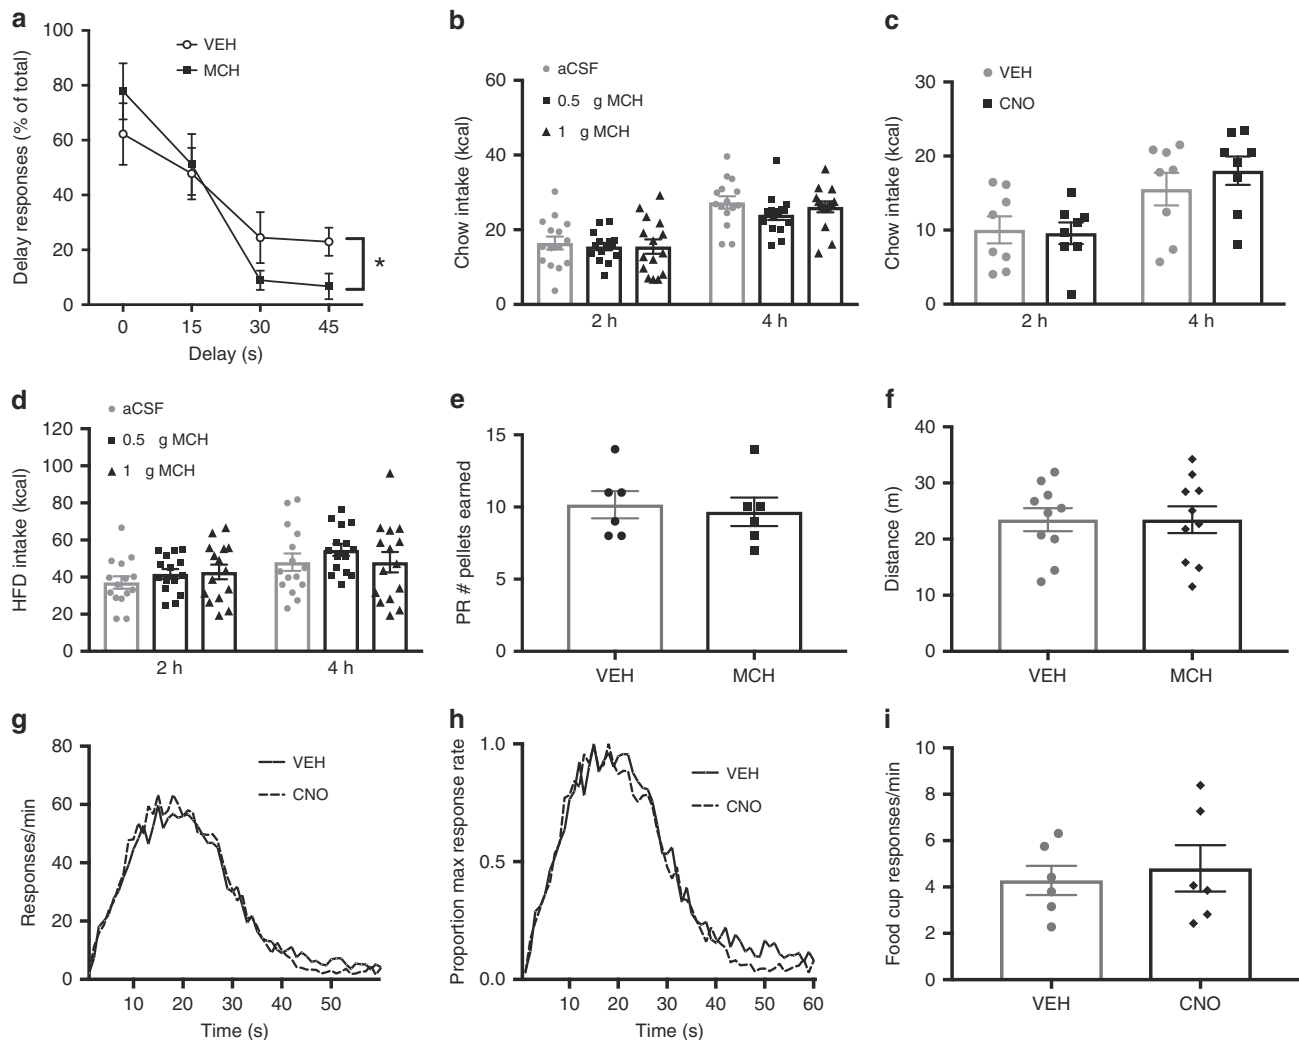 a
Delay responses (% of total)
100
80
60
40
20
0
VEH
MCH
*
0 15 30 45
Delay (s)
b
Chow intake (kcal)
60
40
20
0
aCSF
0.5 g MCH
1 g MCH
2 h 4 h
c
Chow intake (kcal)
30
20
10
0
VEH
CNO
2 h 4 h
d
HFD intake (kcal)
120
100
80
60
40
20
0
aCSF
0.5 g MCH
1 g MCH
2 h 4 h
e
PR # pellets earned
15
10
5
0
VEH MCH
f
Distance (m)
40
30
20
10
0
VEH MCH
g
Responses/min
80
60
40
20
0
VEH
CNO
10 20 30 40 50
Time (s)
h
Proportion max response rate
1.0
0.5
0.0
VEH
CNO
10 20 30 40 50 60
Time (s)
i
Food cup responses/min
10
8
6
4
2
0
VEH CNO